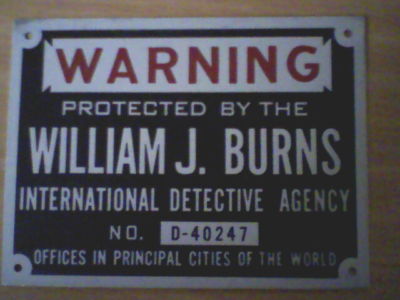 WARNING
PROTECTED BY THE
WILLIAM J. BURNS
INTERNATIONAL DETECTIVE AGENCY
NO. D-40247
OFFICES IN PRINCIPAL CITIES OF THE WORLD